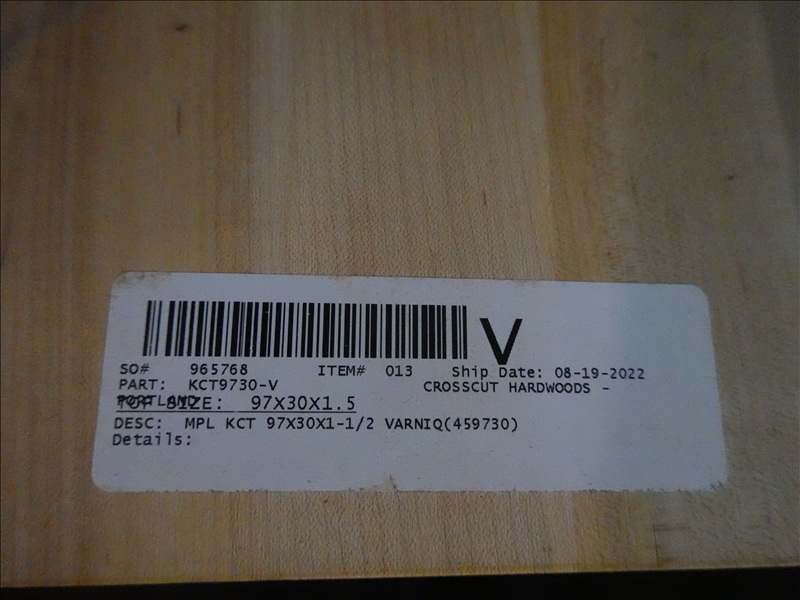 V
SO# 965768 ITEM# 013 Ship Date: 08-19-2022
PART: KCT9730-V CROSSCUT HARDWOODS -
PORTLAND
TOP SIZE: 97X30X1.5
DESC: MPL KCT 97X30X1-1/2 VARNIQ(459730)
Details: